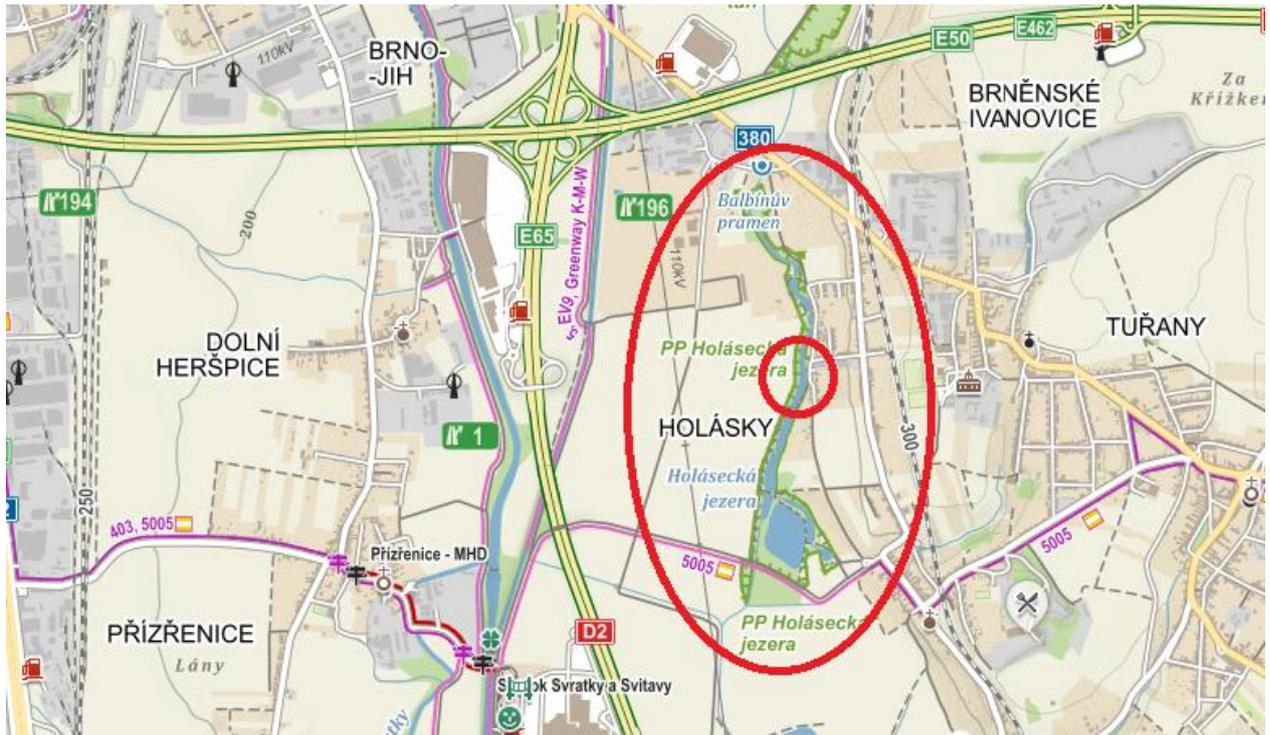 E50
E462
110kV
BRNO-
-JIH
BRNĚNSKÉ
IVANOVICE
Za
380
194
200
196
Balbínův
pramen
E65
5, EV9, Greenway K-M-W
110kV
DOLNÍ
HERŠPICE
PP Holásecká
jezera
TUŘANY
1
HOLÁSKY
300
250
Holásecká
jezera
403, 5005
Přízřenice - MHD
5005
5005
PŘÍZŘENICE
Lány
D2
PP Holásecká
jezera
Svratky a Svitavy